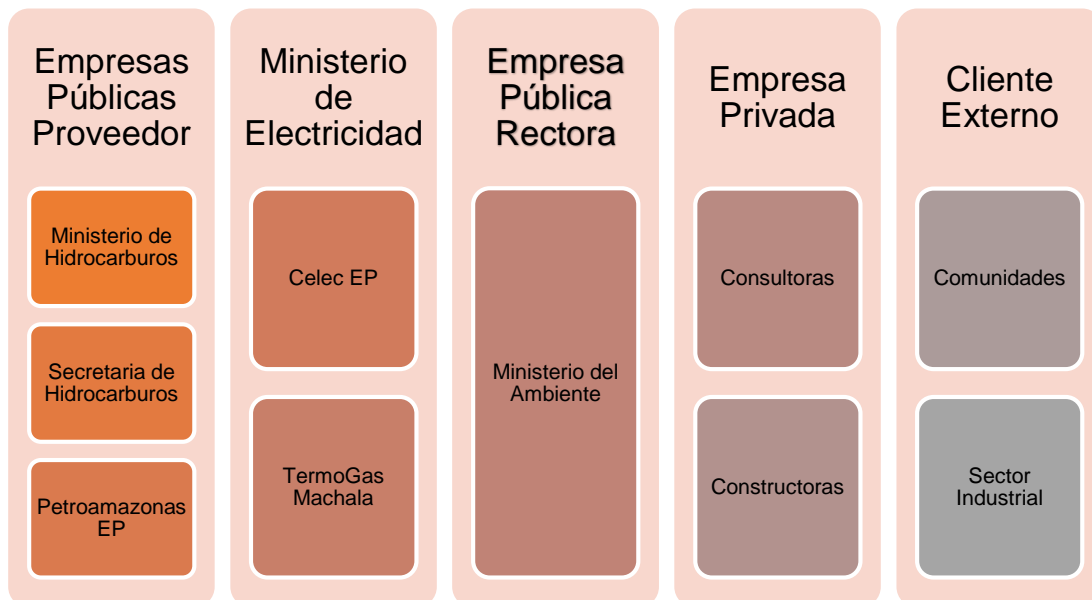 Empresas
Públicas
Proveedor
Ministerio de
Hidrocarburos
Secretaria de
Hidrocarburos
Petroamazonas
EP
Ministerio
de
Electricidad
Celec EP
TermoGas
Machala
Empresa
Pública
Rectora
Ministerio del
Ambiente
Empresa
Privada
Consultoras
Constructoras
Cliente
Externo
Comunidades
Sector
Industrial